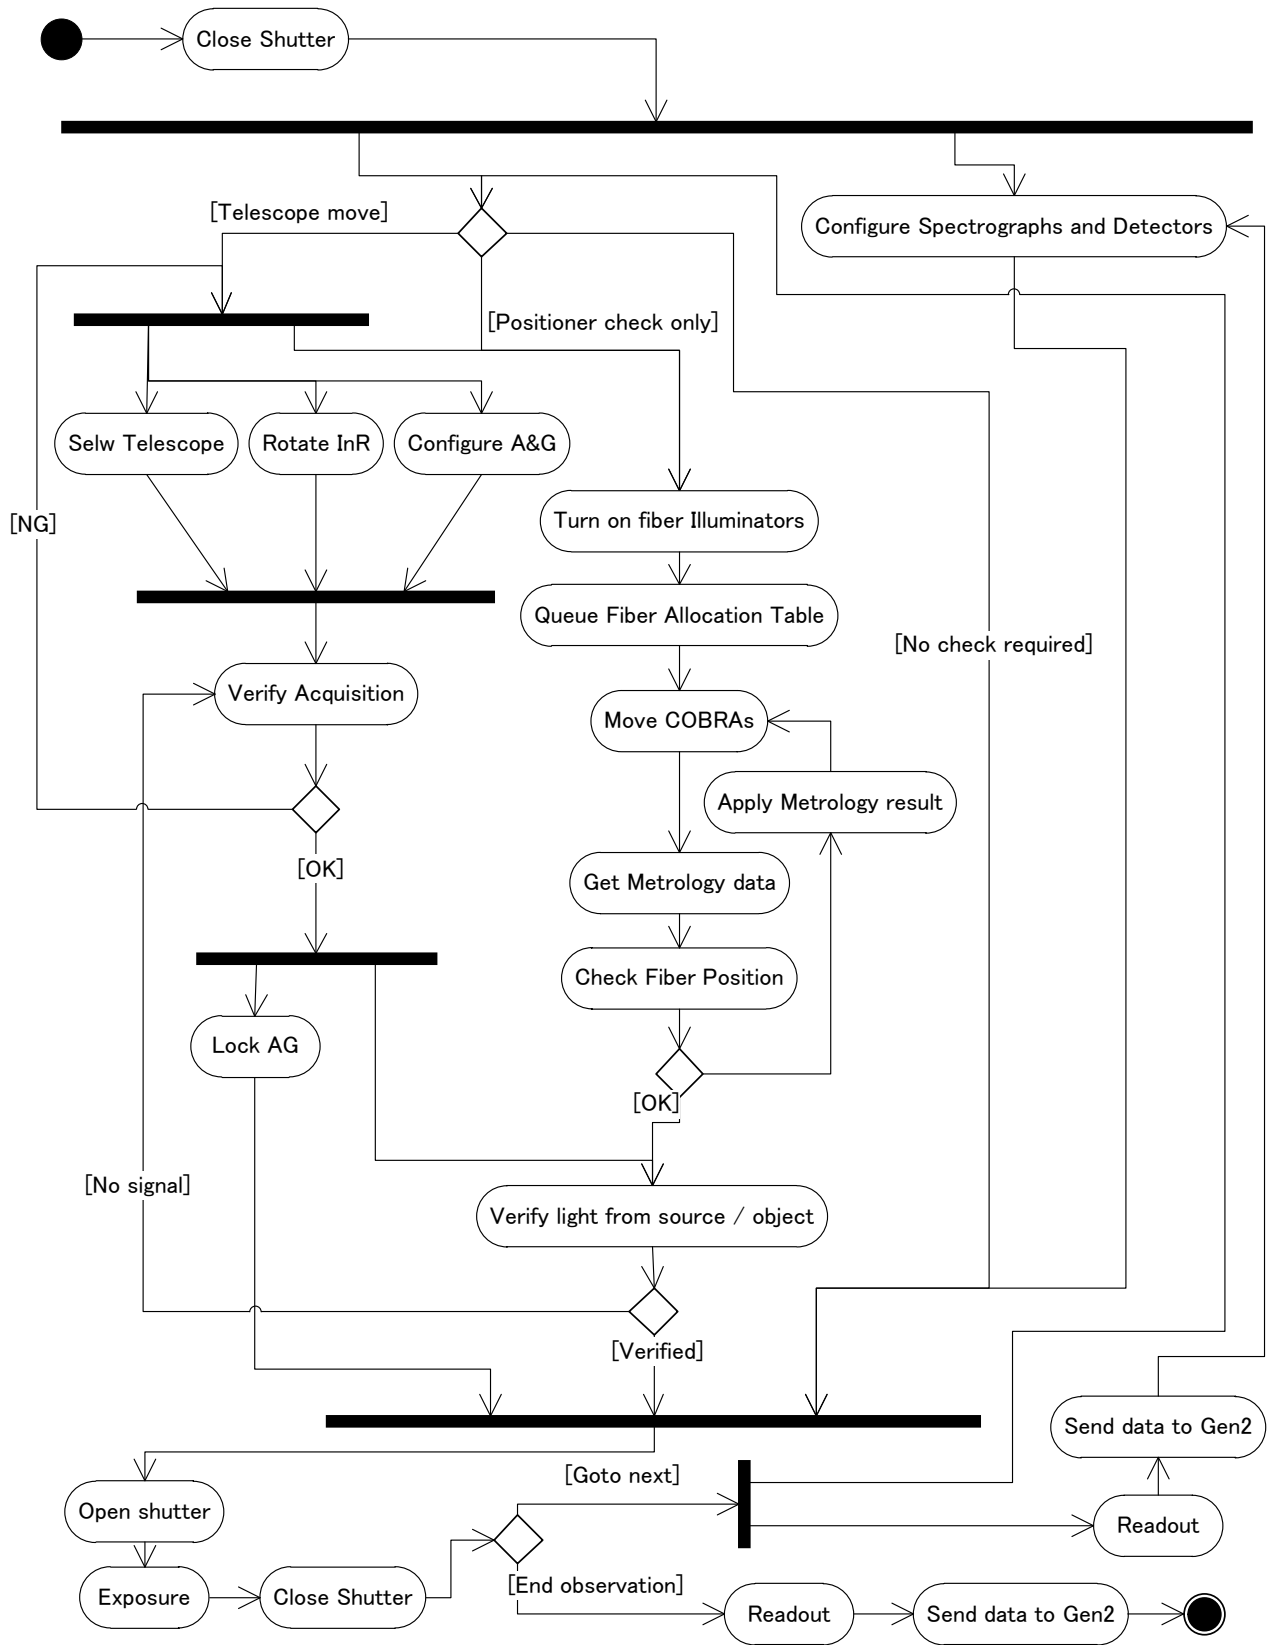 Close Shutter
[Telescope move]
Configure Spectrographs and Detectors
[Positioner check only]
Selw Telescope
Rotate InR
Configure A&G
[NG]
Turn on fiber Illuminators
Queue Fiber Allocation Table
[No check required]
Verify Acquisition
Move COBRAs
Apply Metrology result
[OK]
Get Metrology data
Check Fiber Position
Lock AG
[OK]
[No signal]
Verify light from source / object
[Verified]
Send data to Gen2
[Goto next]
Open shutter
Readout
[End observation]
Exposure
Close Shutter
Readout
Send data to Gen2